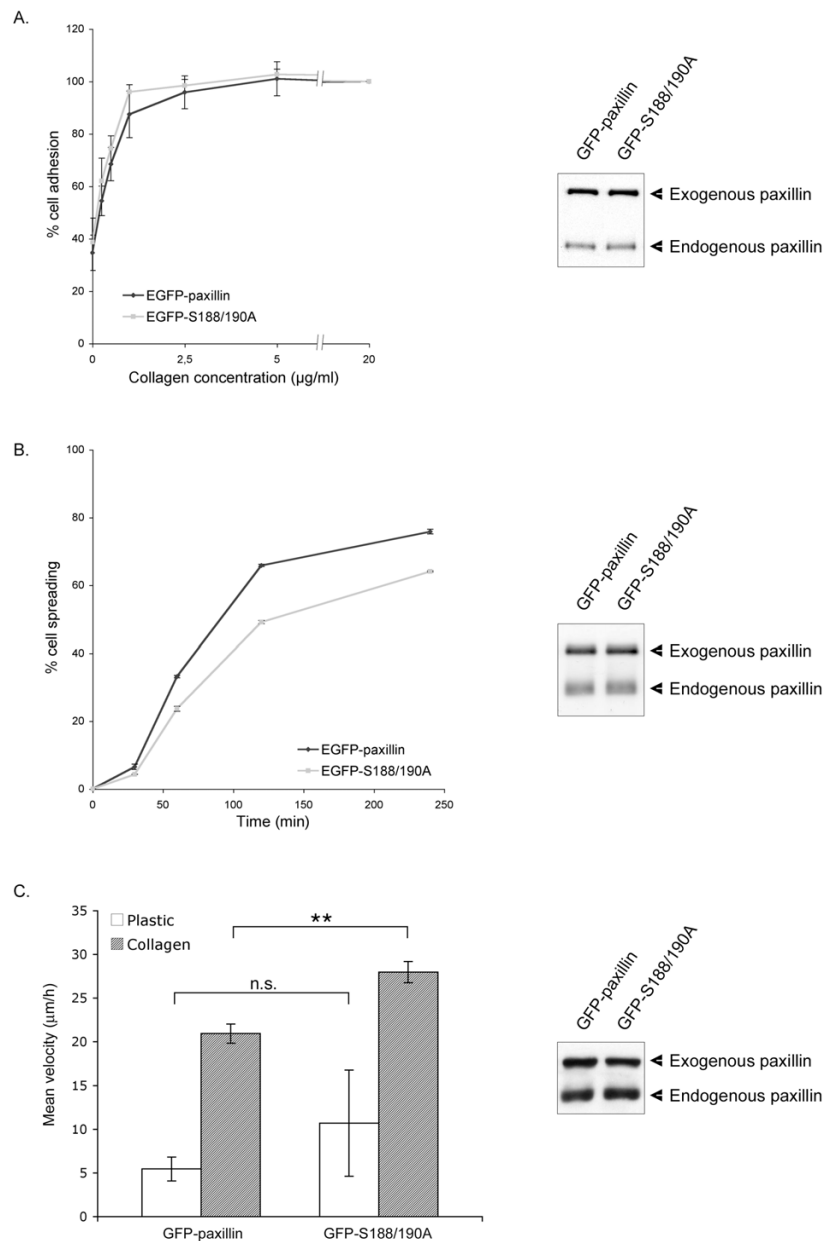 A.
% cell adhesion
120
100
80
60
40
20
0
EGFP-paxillin
EGFP-S188/190A
0 2,5 5 20
Collagen concentration (µg/ml)
GFP-paxillin
GFP-S188/190A
Exogenous paxillin
Endogenous paxillin
B.
% cell spreading
100
80
60
40
20
0
EGFP-paxillin
EGFP-S188/190A
0 50 100 150 200 250
Time (min)
GFP-paxillin
GFP-S188/190A
Exogenous paxillin
Endogenous paxillin
C.
Mean velocity (µm/h)
35
30
25
20
15
10
5
0
Plastic
Collagen
**
n.s.
GFP-paxillin GFP-S188/190A
GFP-paxillin
GFP-S188/190A
Exogenous paxillin
Endogenous paxillin